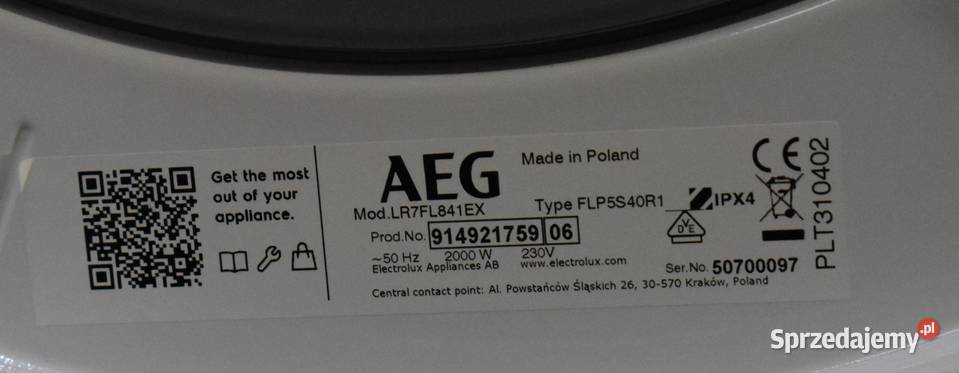 Get the most
out of your
appliance.
AEG
Made in Poland
Mod.LR7FL841EX
Type FLP5S40R1
IPX4
Prod.No. 914921759 06
~50 Hz 2000 W 230V
Electrolux Appliances AB www.electrolux.com
VDE
CE
Ser.No. 50700097
Central contact point: Al. Powstańców Śląskich 26, 30-570 Kraków, Poland
PLT310402
Sprzedajemy.pl